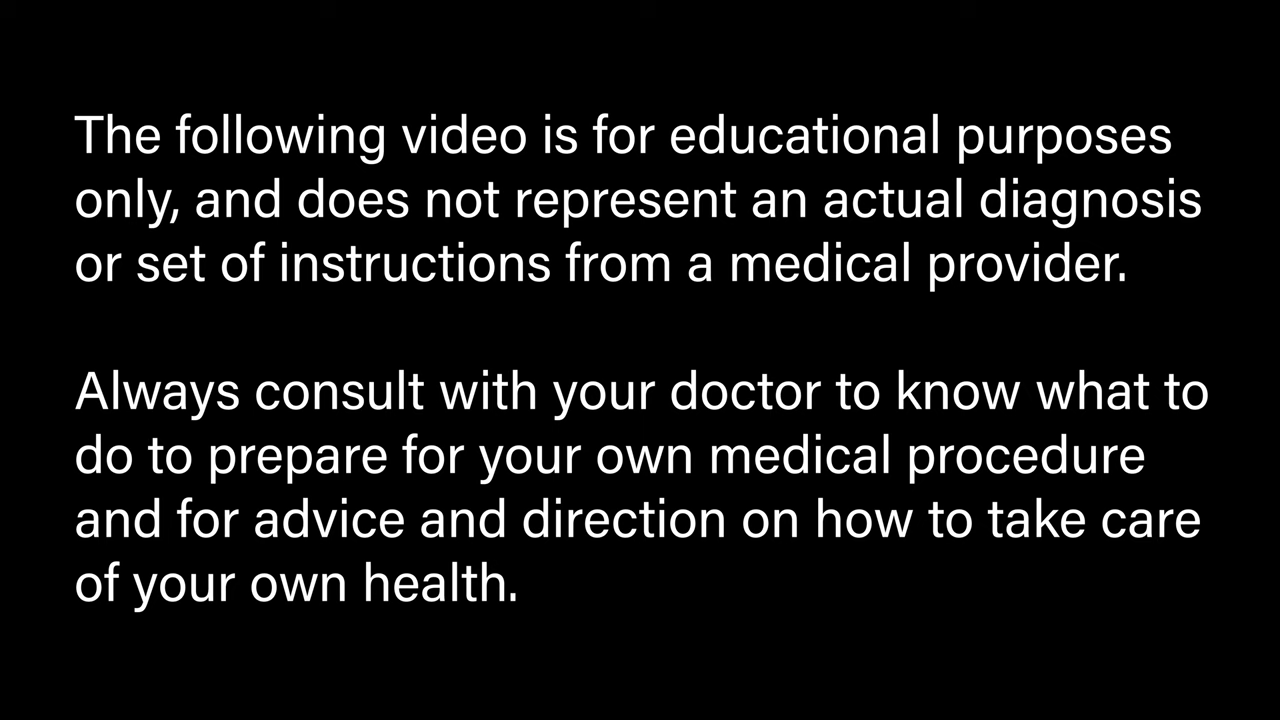 The following video is for educational purposes
only, and does not represent an actual diagnosis
or set of instructions from a medical provider.
Always consult with your doctor to know what to
do to prepare for your own medical procedure
and for advice and direction on how to take care
of your own health.